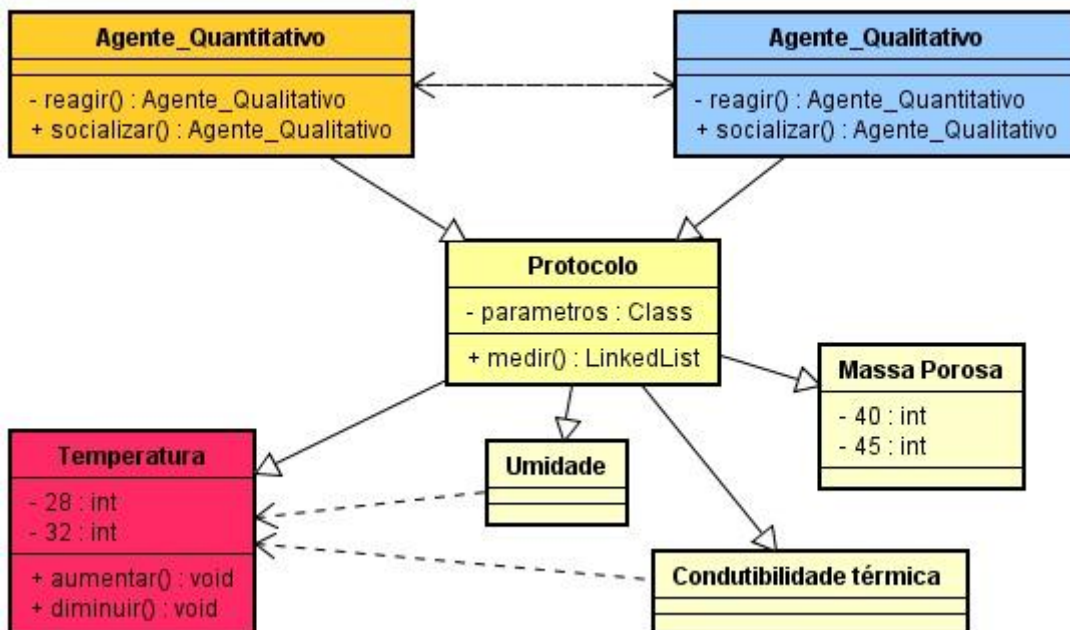 Agente_Quantitativo
- reagir() : Agente_Qualitativo
+ socializar() : Agente_Qualitativo
Agente_Qualitativo
- reagir() : Agente_Quantitativo
+ socializar() : Agente_Qualitativo
Protocolo
- parametros : Class
+ medir() : LinkedList
Massa Porosa
- 40 : int
- 45 : int
Temperatura
- 28 : int
- 32 : int
+ aumentar() : void
+ diminuir() : void
Umidade
Condutibilidade térmica